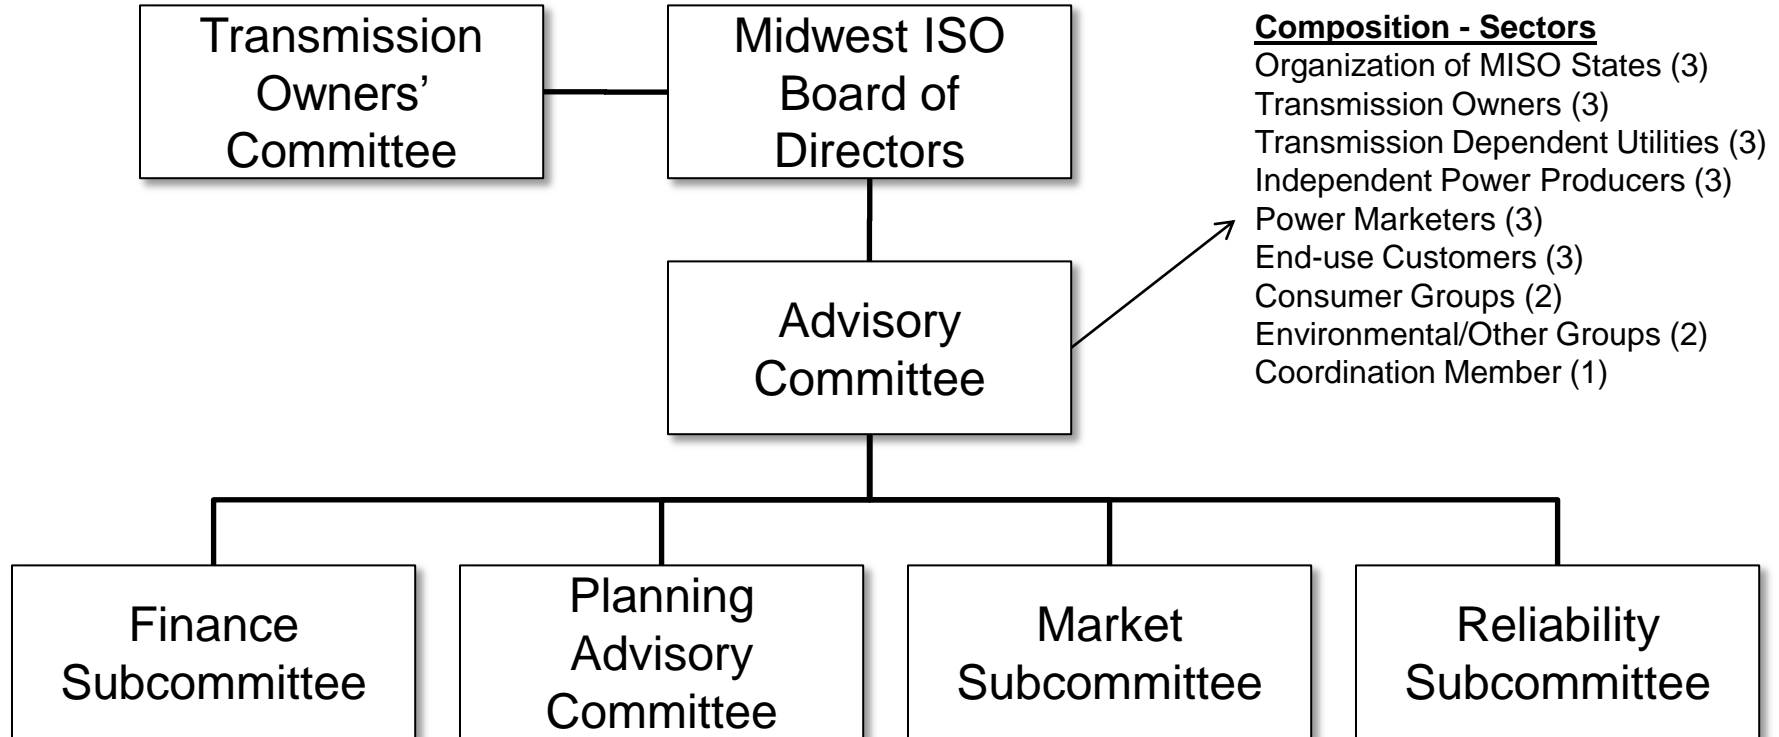 Transmission
Owners’
Committee
Midwest ISO
Board of
Directors
Composition - Sectors
Organization of MISO States (3)
Transmission Owners (3)
Transmission Dependent Utilities (3)
Independent Power Producers (3)
Power Marketers (3)
End-use Customers (3)
Consumer Groups (2)
Environmental/Other Groups (2)
Coordination Member (1)
Advisory
Committee
Finance
Subcommittee
Planning
Advisory
Committee
Market
Subcommittee
Reliability
Subcommittee